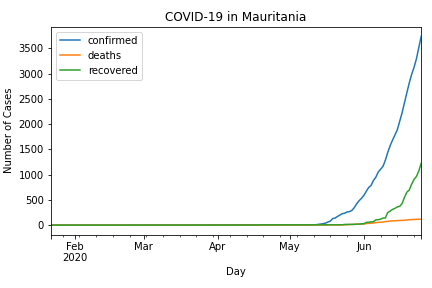 COVID-19 in Mauritania
confirmed
deaths
recovered
Number of Cases
3500
3000
2500
2000
1500
1000
500
0
Feb Mar Apr May Jun
2020
Day